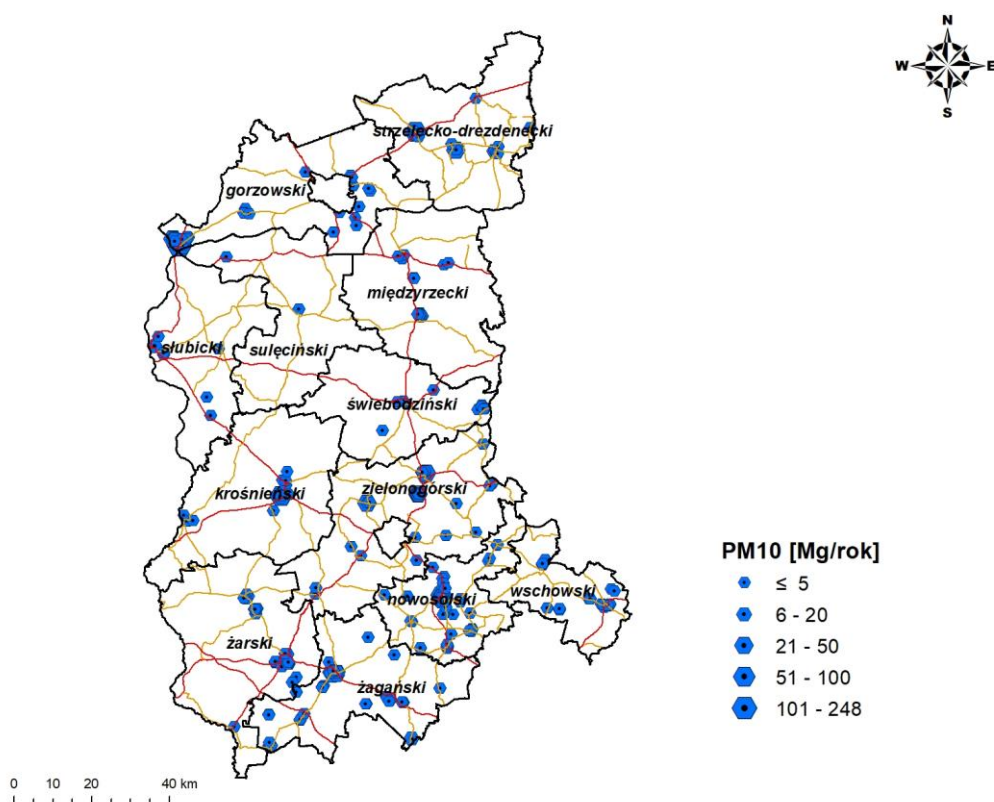 N
W E
S
strzelecko-drezdenecki
gorzowski
międzyrzecki
słubicki
sulęciński
świebodziński
krośnieński
zielonogórski
nowosolski
wschowski
żarski
żagański
PM10 [Mg/rok]
≤ 5
6 - 20
21 - 50
51 - 100
101 - 248
0 10 20 40 km